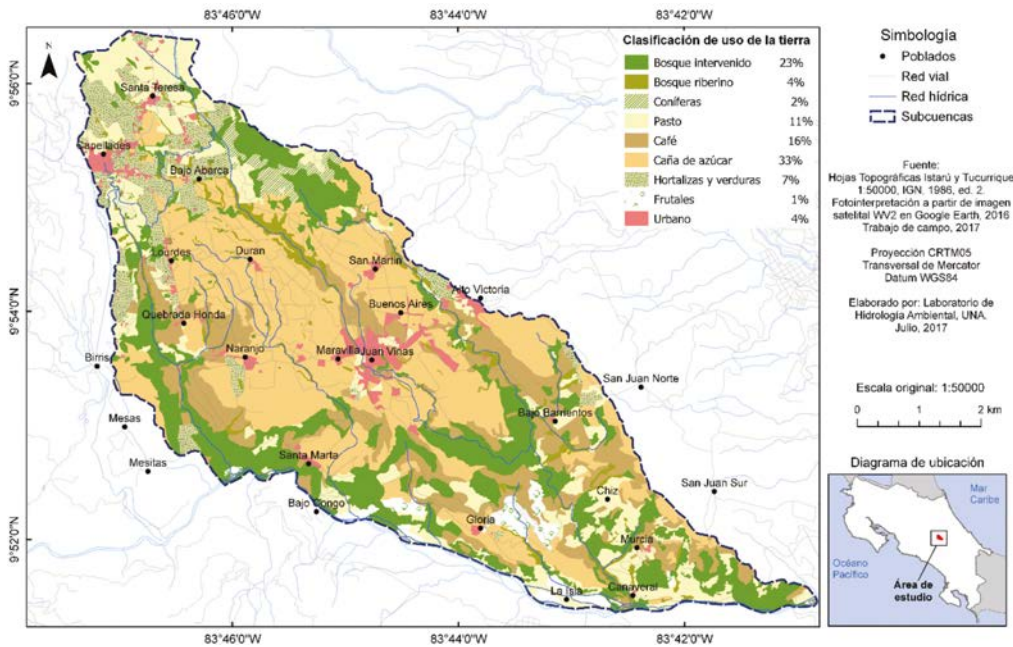 83°46'0"W
83°44'0"W
83°42'0"W
9°56'0"N
9°54'0"N
9°52'0"N
N
Clasificación de uso de la tierra
Bosque intervenido 23%
Bosque riberino 4%
Coníferas 2%
Pasto 11%
Café 16%
Caña de azúcar 33%
Hortalizas y verduras 7%
Frutales 1%
Urbano 4%
Santa Teresa
Capellades
Bajo Abarca
Lourdes
Duran
San Martín
Alto Victoria
Buenos Aires
Quebrada Honda
Naranjo
Maravilla
Juan Viñas
Birrís
San Juan Norte
Bajo Barrientos
Mesas
Mesitas
Santa Marta
Bajo Congo
Chiz
San Juan Sur
Gloria
Murcia
La Isla
Cañaveral
83°46'0"W
83°44'0"W
83°42'0"W
Simbología
Poblados
Red vial
Red hídrica
Subcuencas
Fuente:
Hojas Topográficas Istarú y Tucurrique
1:50000, IGN. 1986, ed. 2.
Fotointerpretación a partir de imagen
satelital WV2 en Google Earth, 2016
Trabajo de campo, 2017
Proyección CRTM05
Transversal de Mercator
Datum WGS84
Elaborado por: Laboratorio de
Hidrología Ambiental, UNA.
Julio, 2017
Escala original: 1:50000
0 1 2 km
Diagrama de ubicación
Mar
Caribe
Océano
Pacífico
Área de
estudio